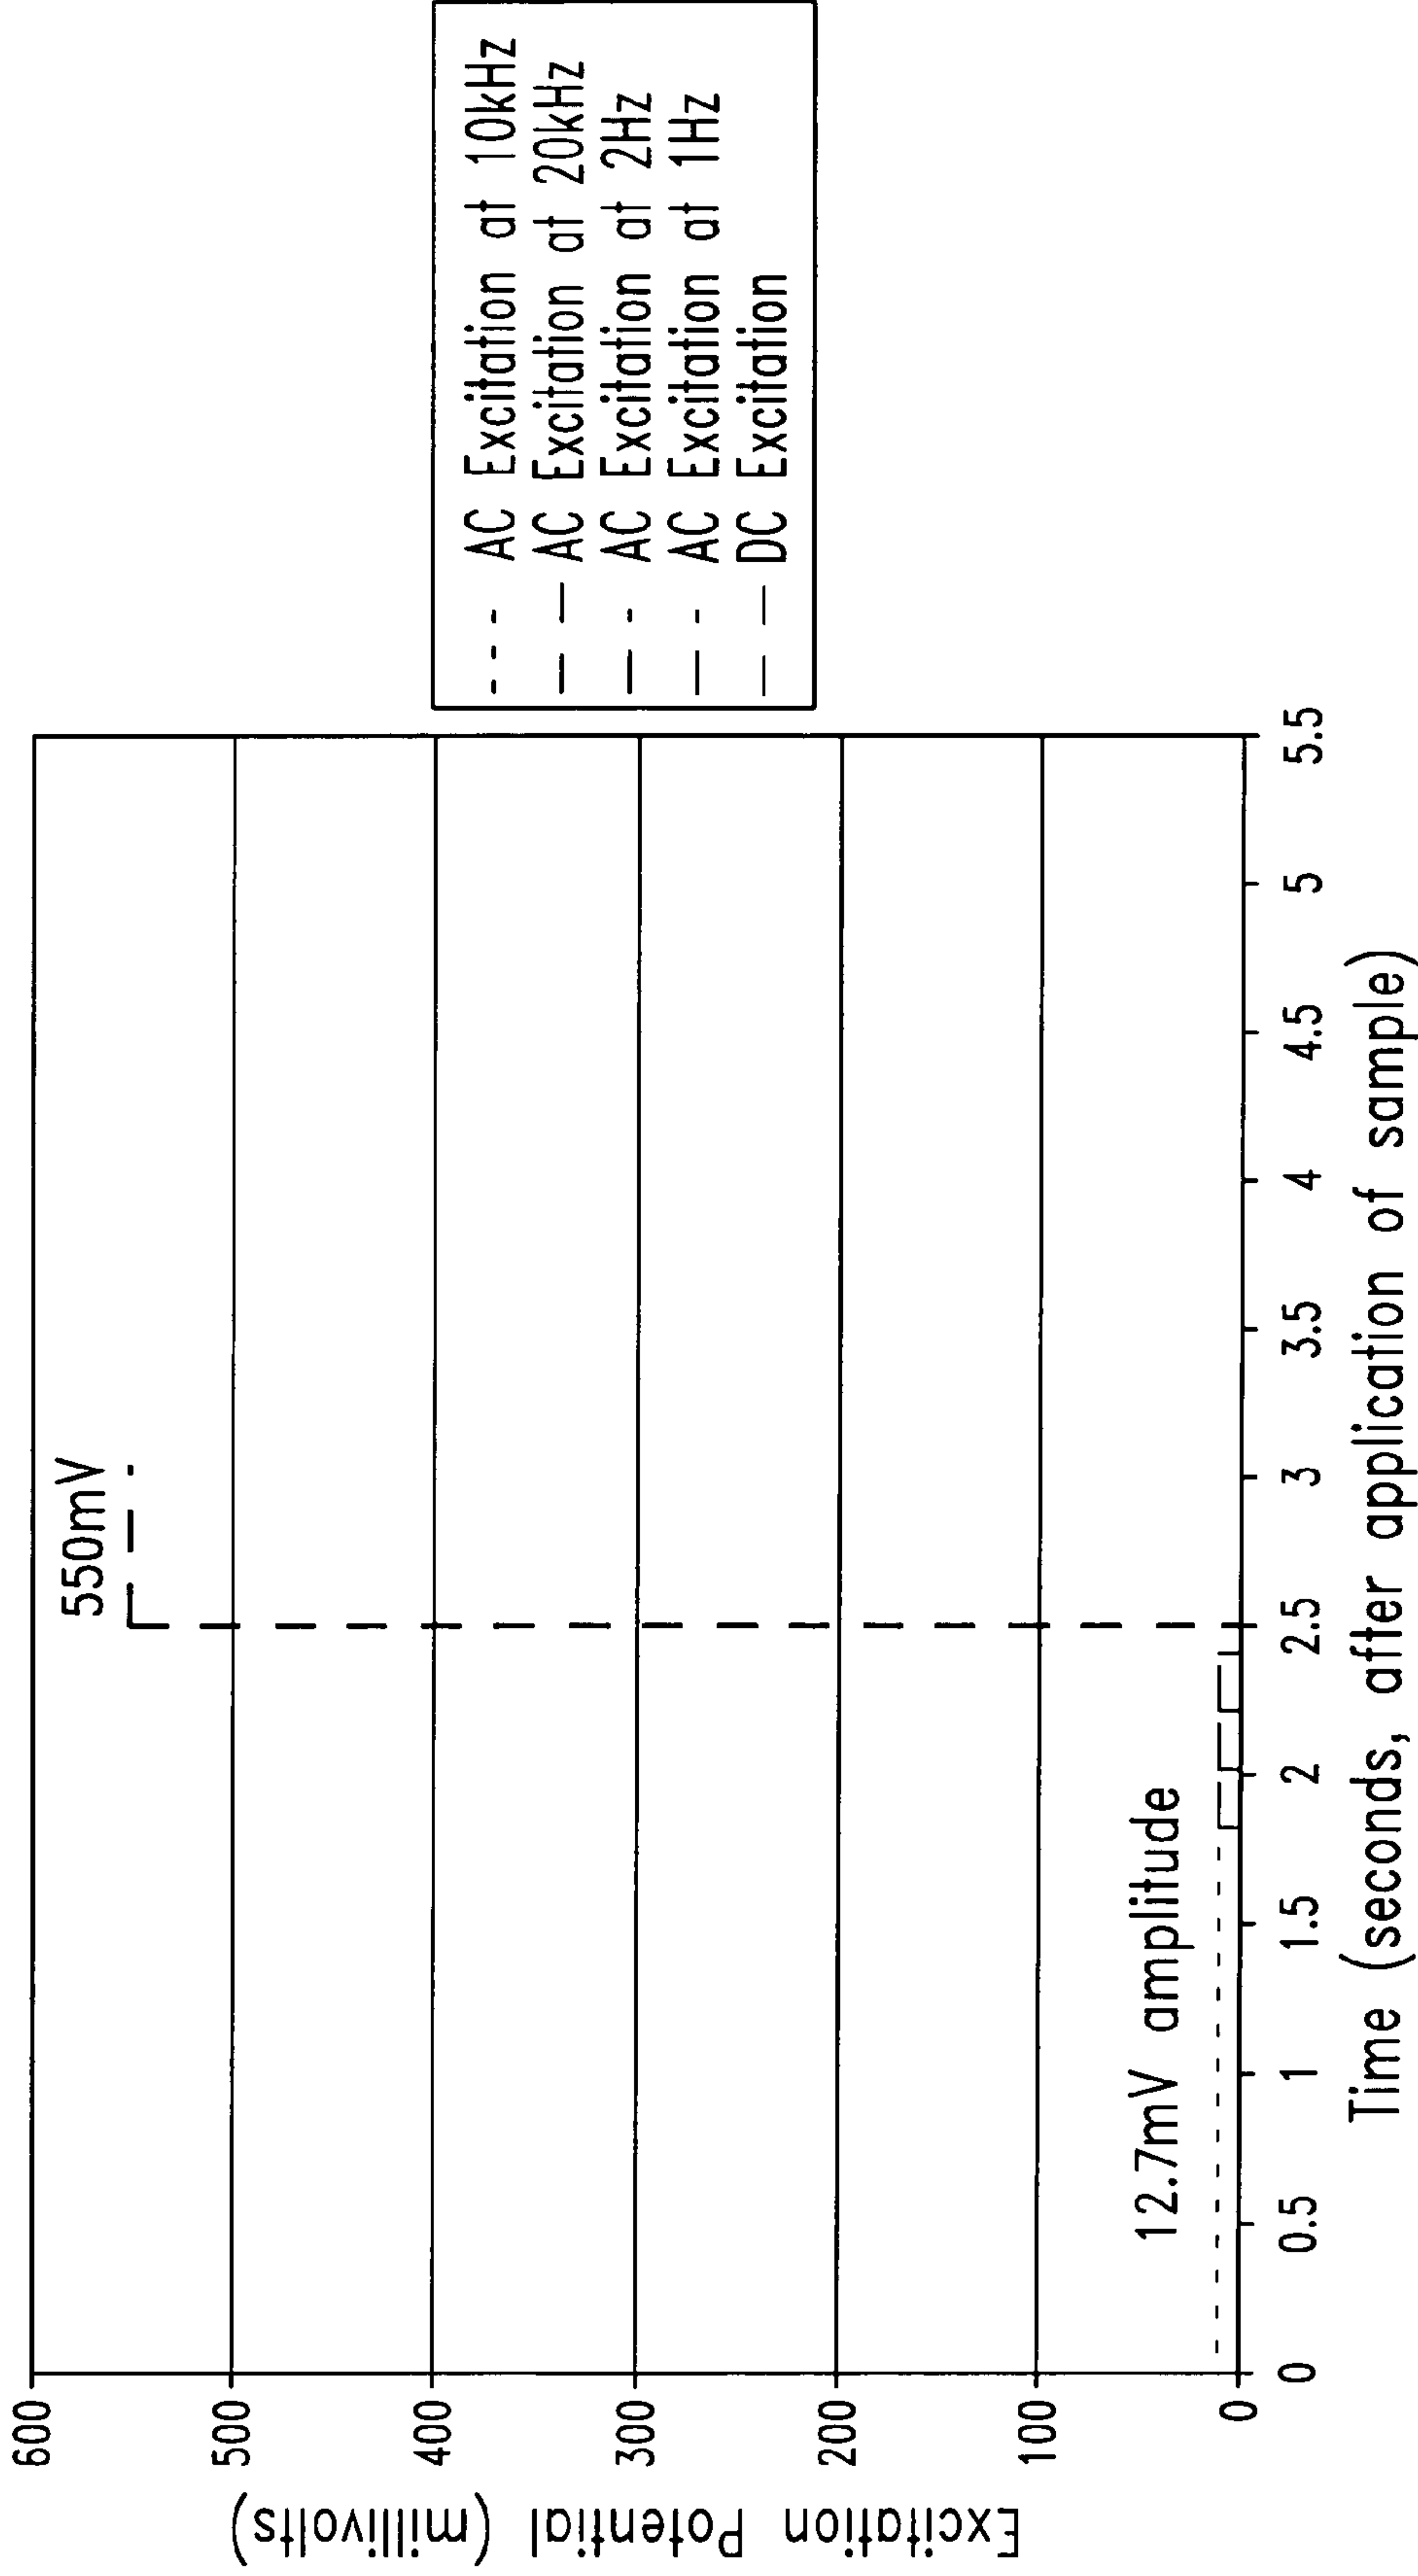 Excitation Potential (millivolts)
600
500
400
300
200
100
0
550mV
12.7mV amplitude
0 0.5 1 1.5 2 2.5 3 3.5 4 4.5 5 5.5
Time (seconds, after application of sample)
AC Excitation at 10kHz
AC Excitation at 20kHz
AC Excitation at 2Hz
AC Excitation at 1Hz
DC Excitation